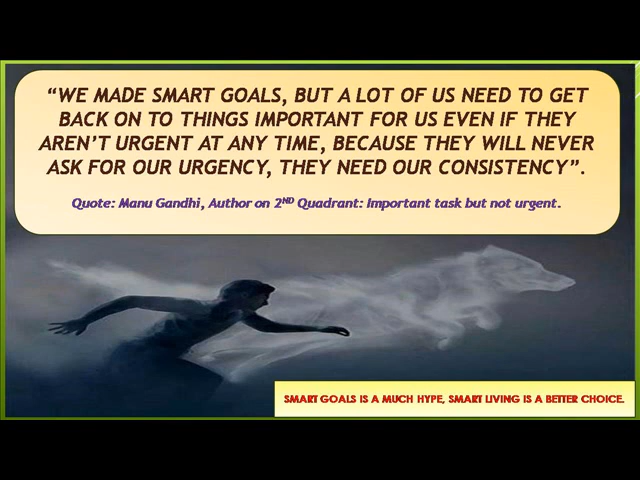 “WE MADE SMART GOALS, BUT A LOT OF US NEED TO GET
BACK ON TO THINGS IMPORTANT FOR US EVEN IF THEY
AREN’T URGENT AT ANY TIME, BECAUSE THEY WILL NEVER
ASK FOR OUR URGENCY, THEY NEED OUR CONSISTENCY”.
Quote: Manu Gandhi, Author on 2ND Quadrant: Important task but not urgent.
SMART GOALS IS A MUCH HYPE, SMART LIVING IS A BETTER CHOICE.